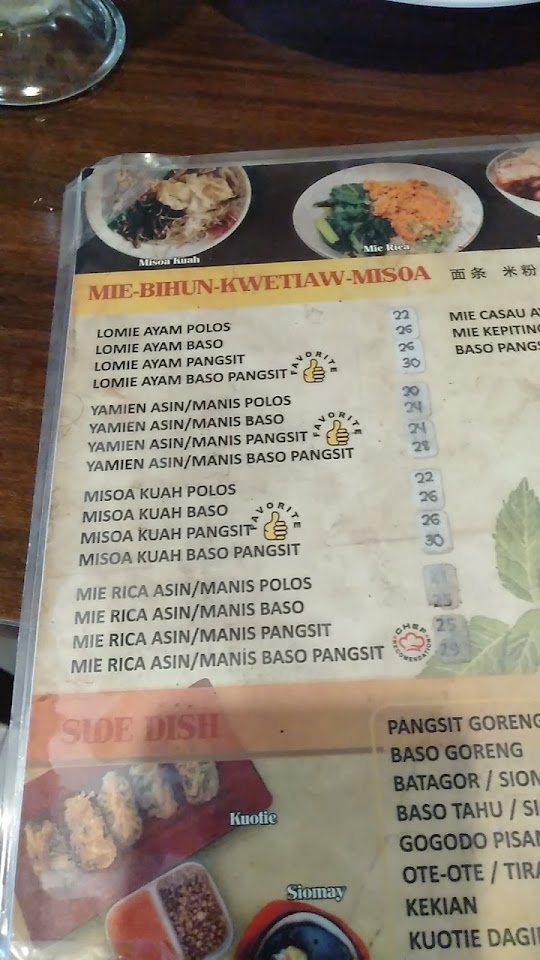 Misoa Kuah
Mie Rica
MIE-BIHUN-KWETIAW-MISOA 面条 米粉
LOMIE AYAM POLOS 22
LOMIE AYAM BASO 26
LOMIE AYAM PANGSIT 26
LOMIE AYAM BASO PANGSIT FAVORITE 30
YAMIEN ASIN/MANIS POLOS 20
YAMIEN ASIN/MANIS BASO 24
YAMIEN ASIN/MANIS PANGSIT FAVORITE 24
YAMIEN ASIN/MANIS BASO PANGSIT 28
MISOA KUAH POLOS 22
MISOA KUAH BASO 26
MISOA KUAH PANGSIT FAVORITE 26
MISOA KUAH BASO PANGSIT 30
MIE RICA ASIN/MANIS POLOS 21
MIE RICA ASIN/MANIS BASO 25
MIE RICA ASIN/MANIS PANGSIT 25
MIE RICA ASIN/MANIS BASO PANGSIT CHEF RECOMENDATION 29
MIE CASAU
MIE KEPITING
BASO PANGS
SIDE DISH
Kuotie
Siomay
PANGSIT GORENG
BASO GORENG
BATAGOR / SION
BASO TAHU / SI
GOGODO PISAN
OTE-OTE / TIRA
KEKIAN
KUOTIE DAGI